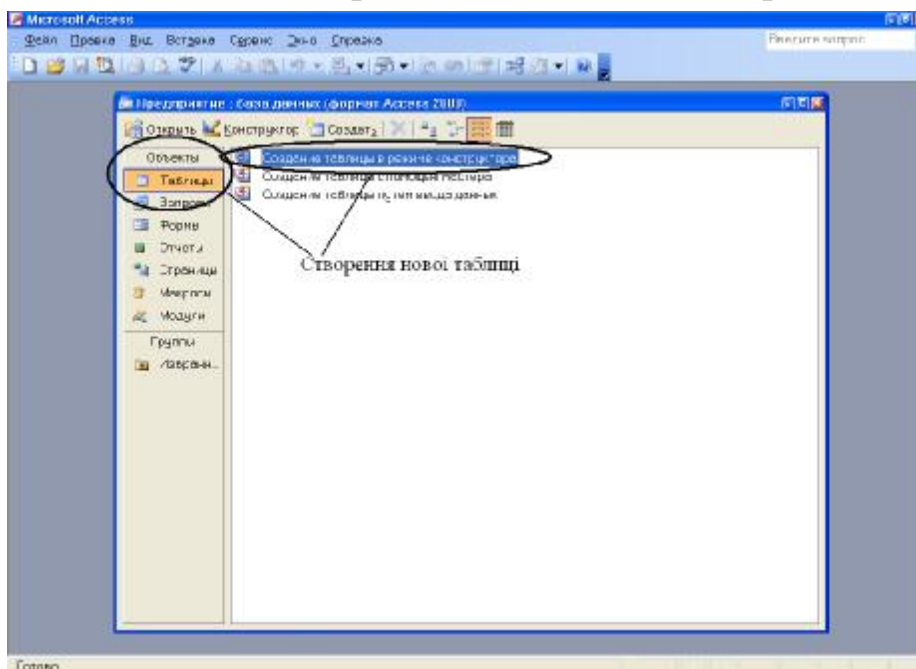 Microsoft Access
Файл Правка Вид Вставка Сервис Окно Справка Введите вопрос
Предприятие : база данных (формат Access 2000)
Открыть Конструктор Создать
Объекты
Таблицы
Запросы
Формы
Отчеты
Страницы
Макросы
Модули
Группы
Избранн...
Создание таблицы в режиме конструктора
Создание таблицы с помощью мастера
Создание таблицы путем ввода данных
Створення нової таблиці
Готово